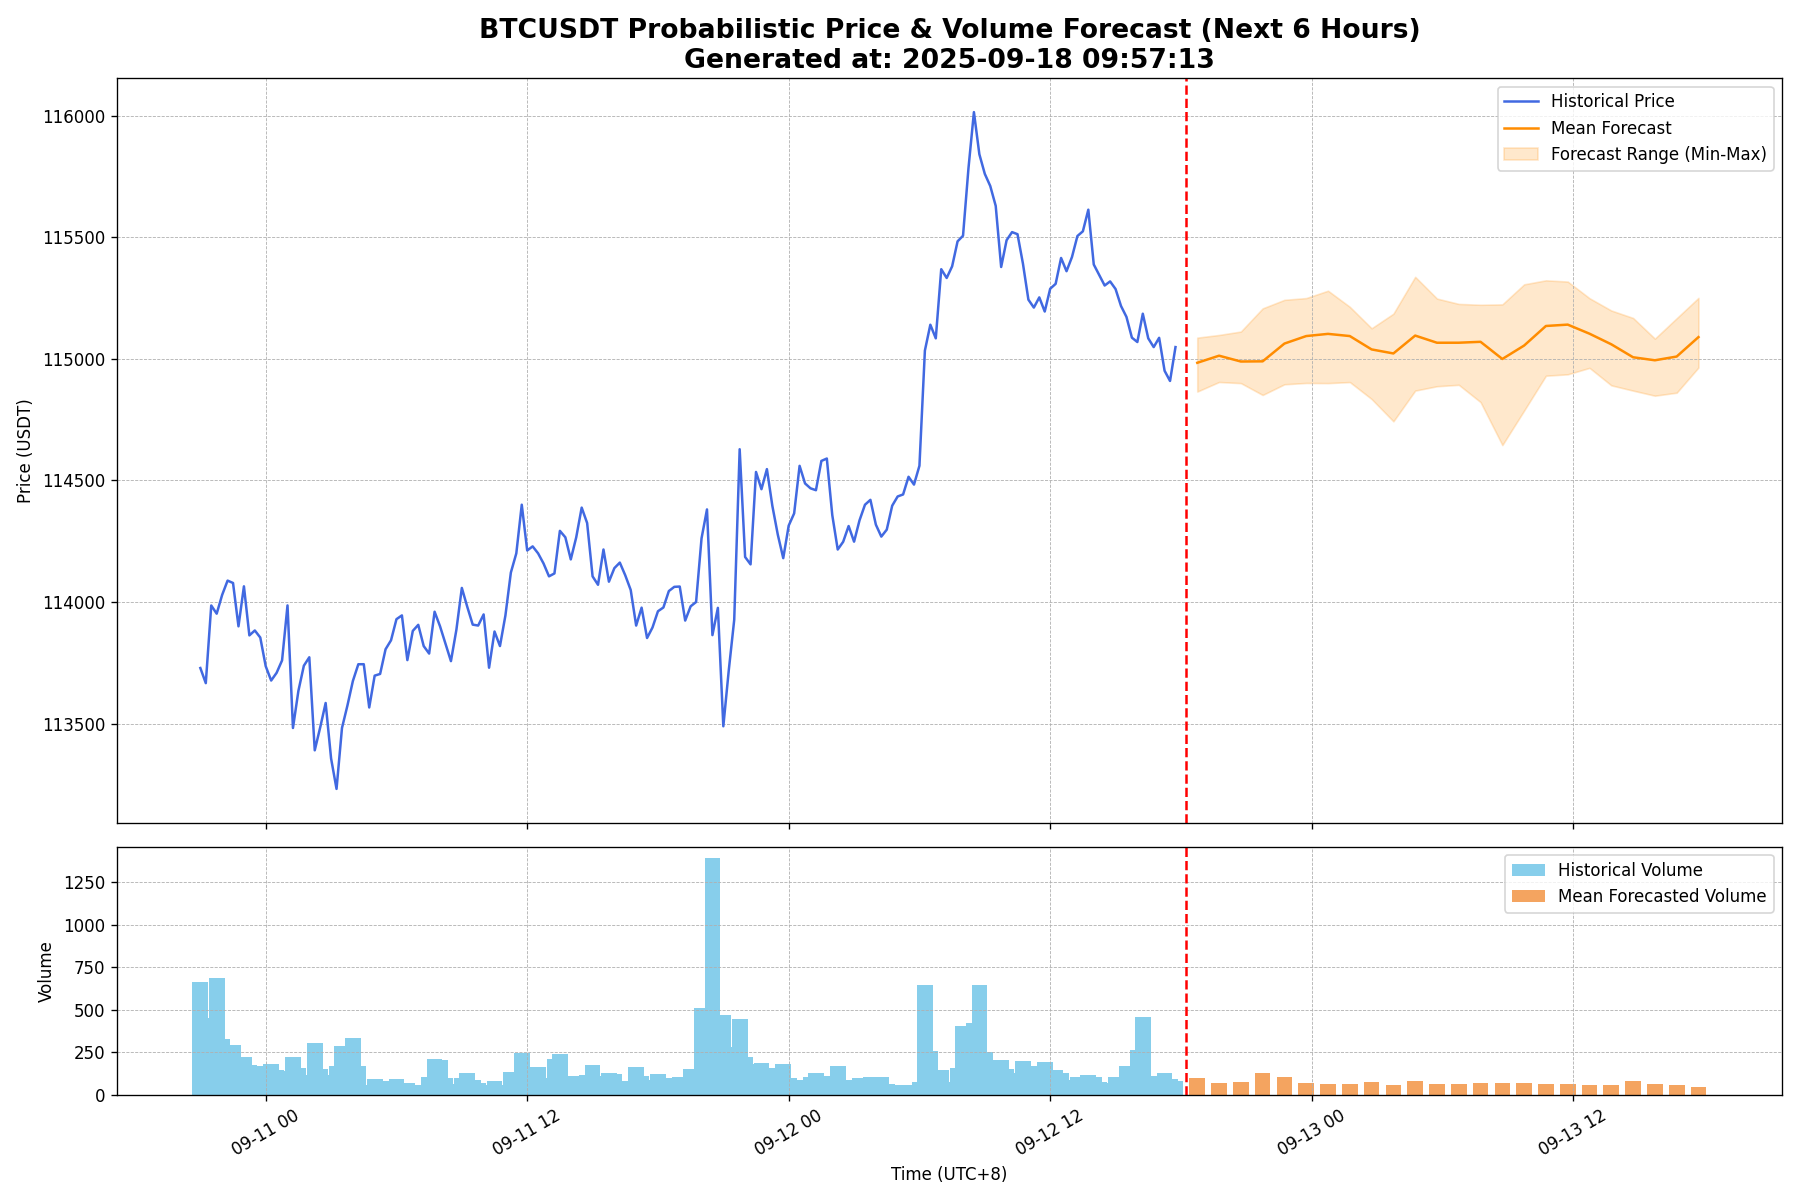 BTCUSDT Probabilistic Price & Volume Forecast (Next 6 Hours)
Generated at: 2025-09-18 09:57:13
116000
115500
115000
114500
114000
113500
Price (USDT)
Historical Price
Mean Forecast
Forecast Range (Min-Max)
1250
1000
750
500
250
0
Volume
Historical Volume
Mean Forecasted Volume
09-11 00
09-11 12
09-12 00
09-12 12
09-13 00
09-13 12
Time (UTC+8)